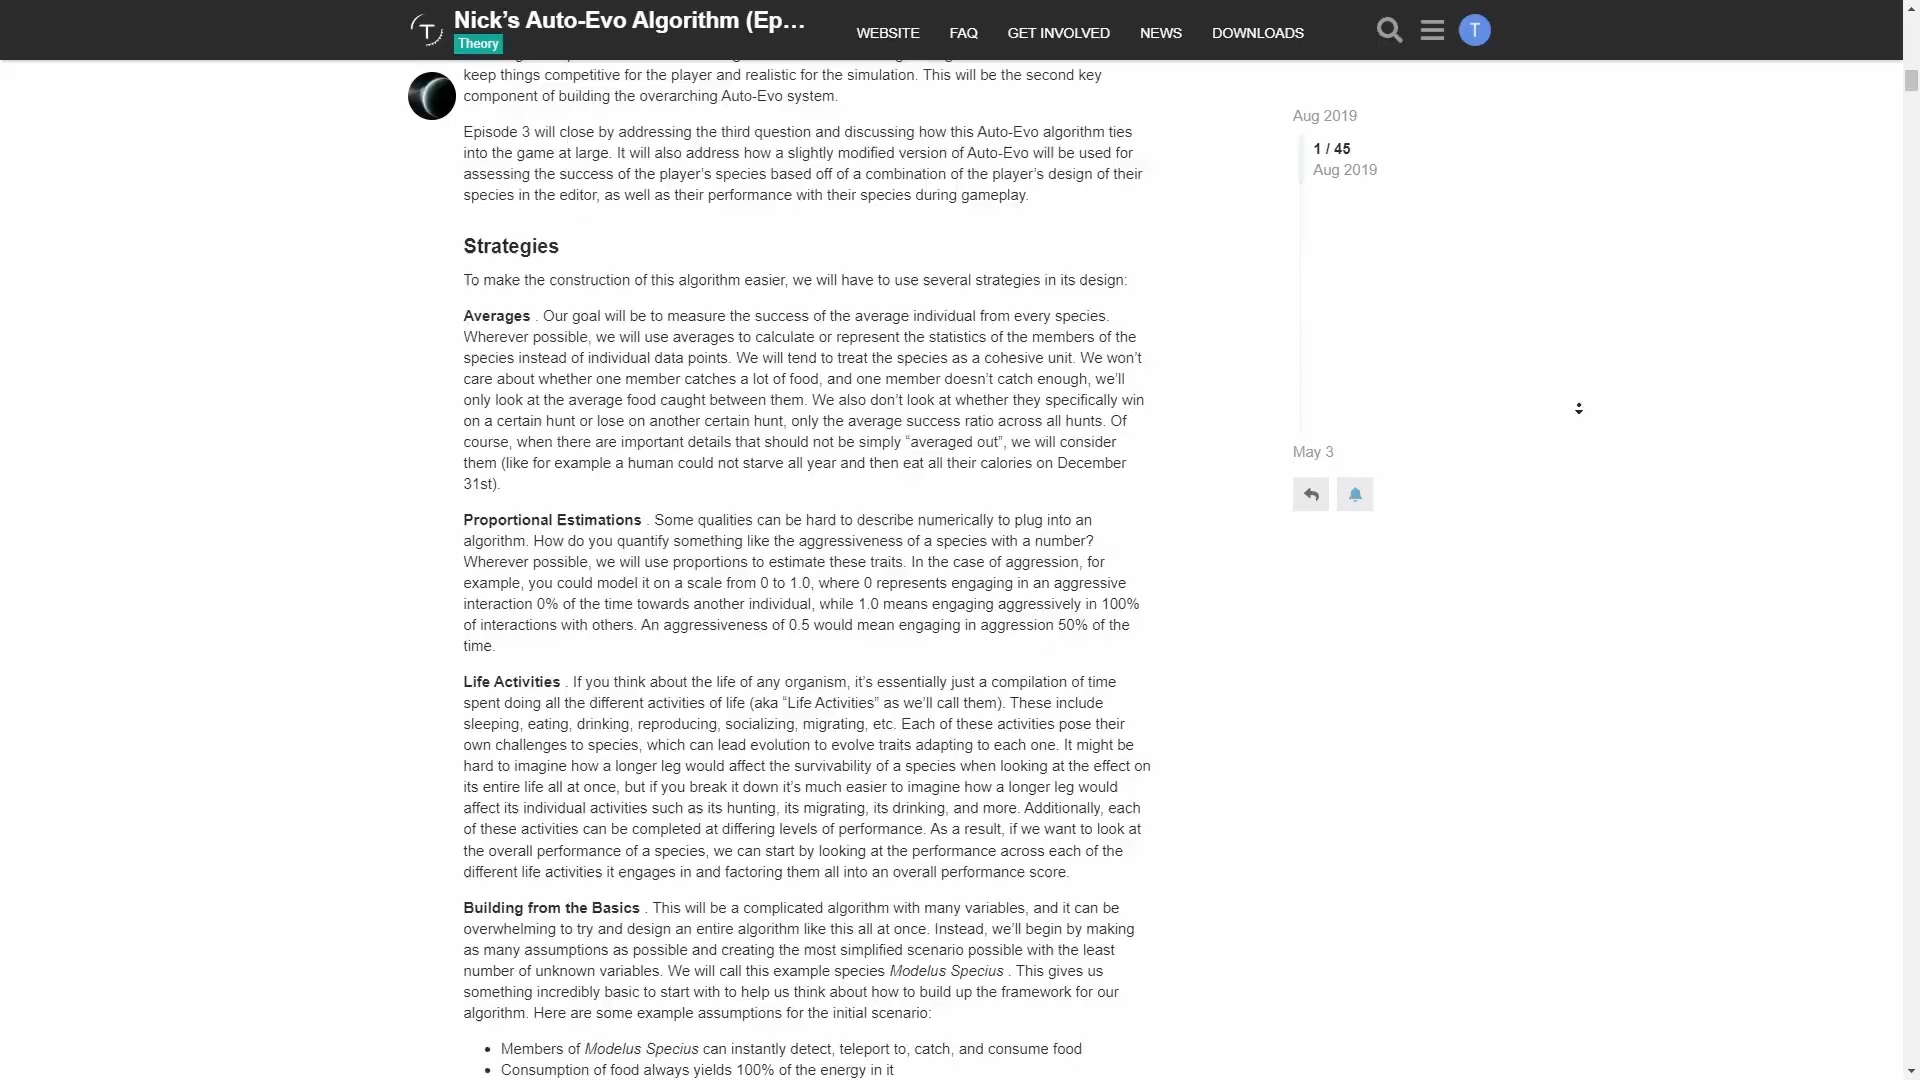 Nick’s Auto-Evo Algorithm (Ep…
Theory
WEBSITE FAQ GET INVOLVED NEWS DOWNLOADS
T
keep things competitive for the player and realistic for the simulation. This will be the second key
component of building the overarching Auto-Evo system.
Episode 3 will close by addressing the third question and discussing how this Auto-Evo algorithm ties
into the game at large. It will also address how a slightly modified version of Auto-Evo will be used for
assessing the success of the player’s species based off of a combination of the player’s design of their
species in the editor, as well as their performance with their species during gameplay.
Strategies
To make the construction of this algorithm easier, we will have to use several strategies in its design:
Averages . Our goal will be to measure the success of the average individual from every species.
Wherever possible, we will use averages to calculate or represent the statistics of the members of the
species instead of individual data points. We will tend to treat the species as a cohesive unit. We won’t
care about whether one member catches a lot of food, and one member doesn’t catch enough, we’ll
only look at the average food caught between them. We also don’t look at whether they specifically win
on a certain hunt or lose on another certain hunt, only the average success ratio across all hunts. Of
course, when there are important details that should not be simply “averaged out”, we will consider
them (like for example a human could not starve all year and then eat all their calories on December
31st).
Proportional Estimations . Some qualities can be hard to describe numerically to plug into an
algorithm. How do you quantify something like the aggressiveness of a species with a number?
Wherever possible, we will use proportions to estimate these traits. In the case of aggression, for
example, you could model it on a scale from 0 to 1.0, where 0 represents engaging in an aggressive
interaction 0% of the time towards another individual, while 1.0 means engaging aggressively in 100%
of interactions with others. An aggressiveness of 0.5 would mean engaging in aggression 50% of the
time.
Life Activities . If you think about the life of any organism, it’s essentially just a compilation of time
spent doing all the different activities of life (aka “Life Activities” as we’ll call them). These include
sleeping, eating, drinking, reproducing, socializing, migrating, etc. Each of these activities pose their
own challenges to species, which can lead evolution to evolve traits adapting to each one. It might be
hard to imagine how a longer leg would affect the survivability of a species when looking at the effect on
its entire life all at once, but if you break it down it’s much easier to imagine how a longer leg would
affect its individual activities such as its hunting, its migrating, its drinking, and more. Additionally, each
of these activities can be completed at differing levels of performance. As a result, if we want to look at
the overall performance of a species, we can start by looking at the performance across each of the
different life activities it engages in and factoring them all into an overall performance score.
Building from the Basics . This will be a complicated algorithm with many variables, and it can be
overwhelming to try and design an entire algorithm like this all at once. Instead, we’ll begin by making
as many assumptions as possible and creating the most simplified scenario possible with the least
number of unknown variables. We will call this example species Modelus Specius . This gives us
something incredibly basic to start with to help us think about how to build up the framework for our
algorithm. Here are some example assumptions for the initial scenario:
• Members of Modelus Specius can instantly detect, teleport to, catch, and consume food
• Consumption of food always yields 100% of the energy in it
Aug 2019
1 / 45
Aug 2019
May 3